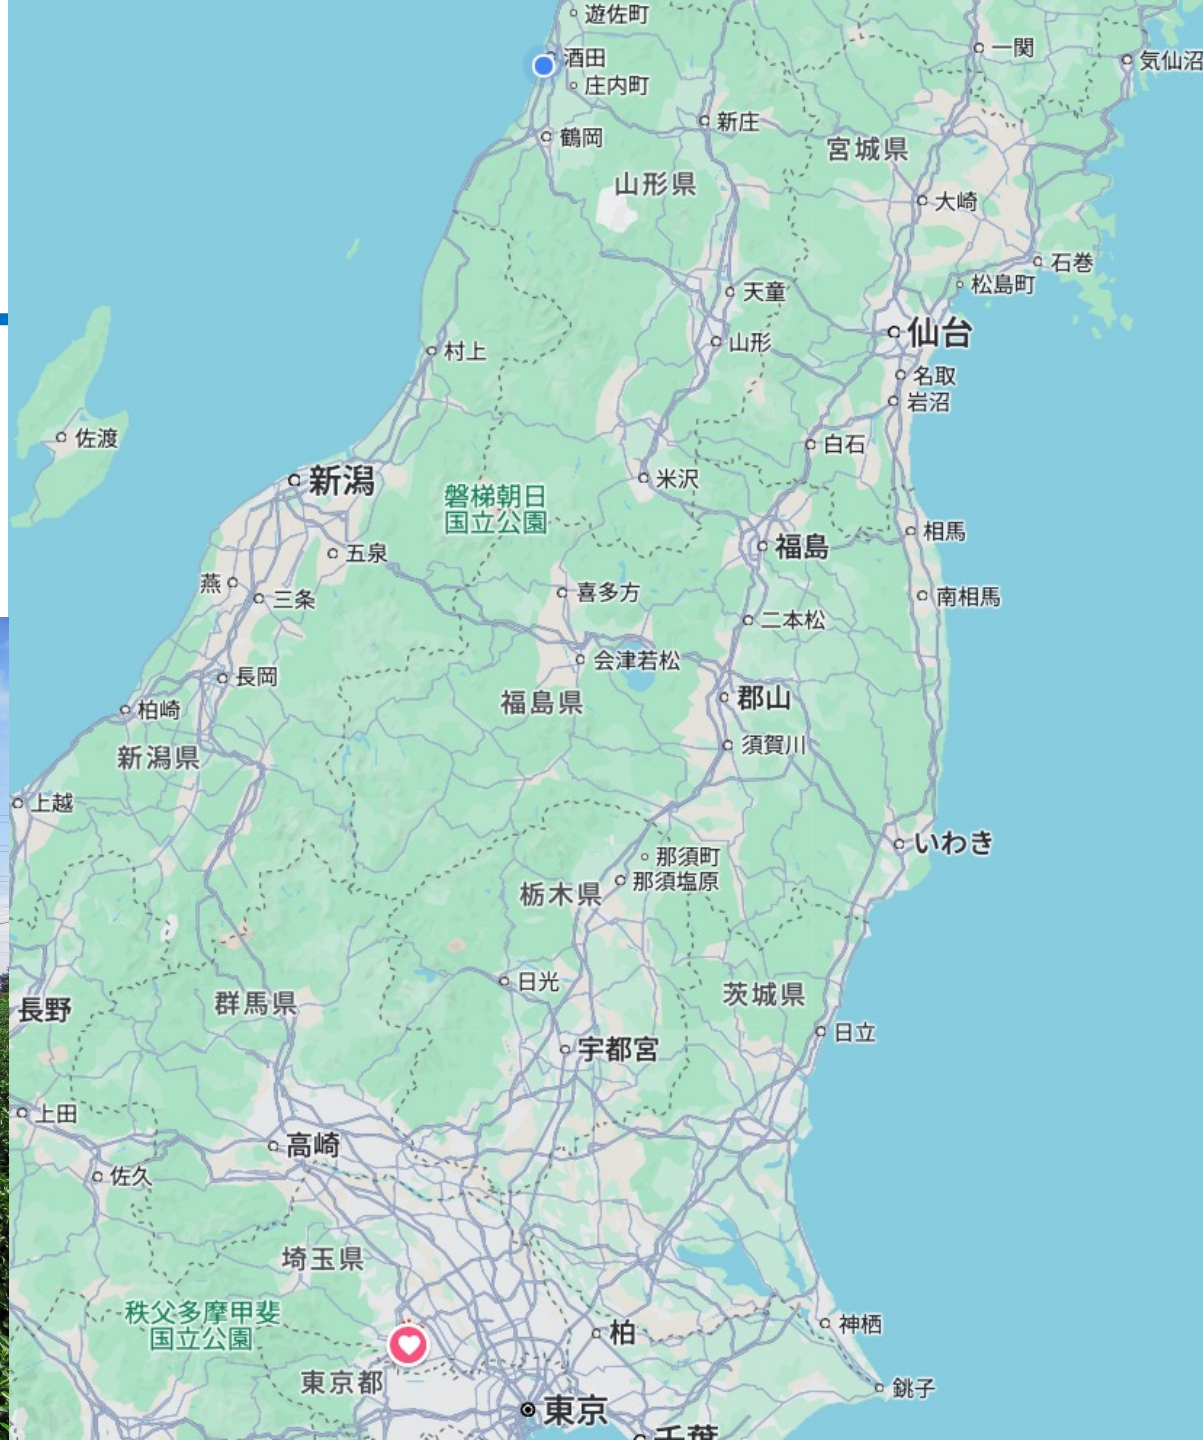 遊佐町
一関
酒田
気仙沼
庄内町
新庄
鶴岡
宮城県
山形県
大崎
石巻
松島町
天童
仙台
山形
村上
名取
岩沼
佐渡
白石
新潟
米沢
磐梯朝日
国立公園
相馬
福島
五泉
燕
三条
喜多方
南相馬
二本松
会津若松
長岡
福島県
郡山
柏崎
須賀川
新潟県
上越
いわき
那須町
那須塩原
栃木県
日光
茨城県
群馬県
長野
日立
宇都宮
上田
高崎
佐久
埼玉県
秩父多摩甲斐
国立公園
神栖
柏
東京都
銚子
東京
千葉